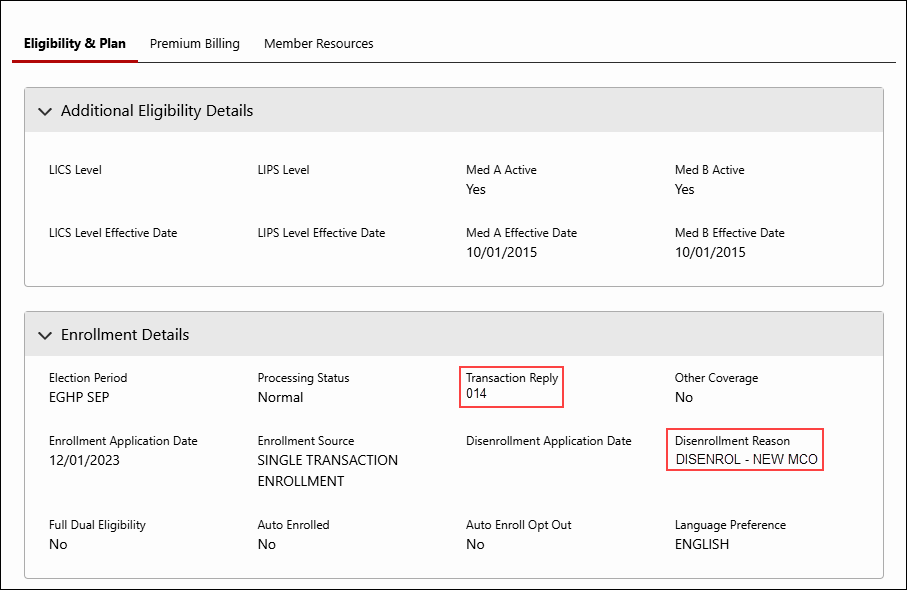 Eligibility & Plan Premium Billing Member Resources
Additional Eligibility Details
LICS Level LIPS Level Med A Active Med B Active
Yes Yes
LICS Level Effective Date LIPS Level Effective Date Med A Effective Date Med B Effective Date
10/01/2015 10/01/2015
Enrollment Details
Election Period Processing Status Transaction Reply Other Coverage
EGHP SEP Normal 014 No
Enrollment Application Date Enrollment Source Disenrollment Application Date Disenrollment Reason
12/01/2023 SINGLE TRANSACTION DISENROL - NEW MCO
ENROLLMENT
Full Dual Eligibility Auto Enrolled Auto Enroll Opt Out Language Preference
No No No ENGLISH